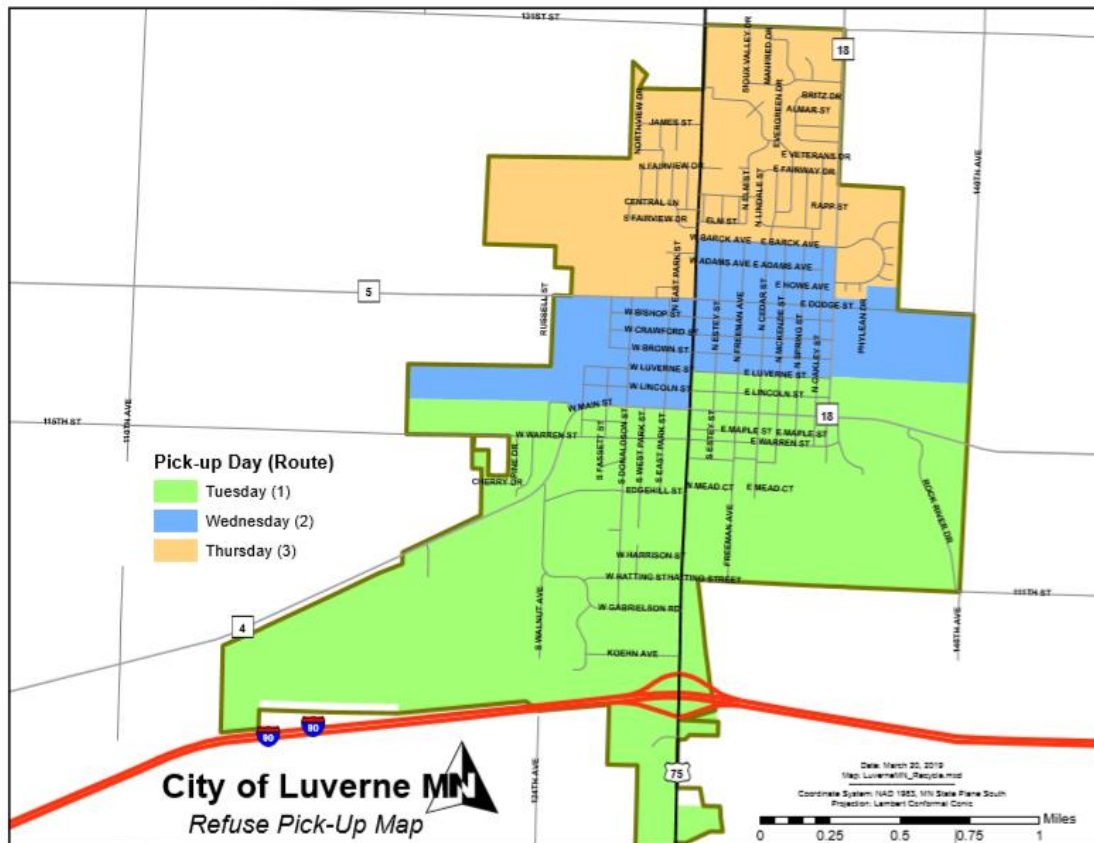 131ST ST
18
SIOUX VALLEY DR
MANFRED DR
BRITZ DR
ALMAR ST
EVERGREEN DR
NORTHVIEW DR
JAMES ST
E VETERANS DR
N FAIRVIEW DR
E FAIRWAY DR
140TH AVE
N ELM ST
N LINDALE ST
CENTRAL LN
RAPP ST
S FAIRVIEW DR
ELM ST
W BARCK AVE
E BARCK AVE
W ADAMS AVE
E ADAMS AVE
N EAST PARK ST
E HOWE AVE
5
RUSSELL ST
E DODGE ST
W BISHOP ST
N ESTEY ST
N FREEMAN AVE
N CEDAR ST
N MCKENZIE ST
N SPRING ST
N OAKLEY ST
PHYLEAN DR
W CRAWFORD ST
W BROWN ST
W LUVERNE ST
E LUVERNE ST
W LINCOLN ST
E LINCOLN ST
W MAIN ST
18
115TH ST
W WARREN ST
E MAPLE ST
E MAPLE ST
E WARREN ST
S FASSETT ST
S DONALDSON ST
S WEST PARK ST
S EAST PARK ST
S ESTEY ST
PINE DR
CHERRY DR
EDGEHILL ST
N MEAD CT
E MEAD CT
ROCK RIVER DR
FREEMAN AVE
W HARRISON ST
W HATTING ST
HATTING STREET
111TH ST
S WALNUT AVE
W GABRIELSON RD
4
KOEHN AVE
90
90
124TH AVE
75
Pick-up Day (Route)
Tuesday (1)
Wednesday (2)
Thursday (3)
City of Luverne MN
N
Refuse Pick-Up Map
Date: March 20, 2019
Map: LuverneMN_Recycle.mxd
Coordinate System: NAD 1983, MN State Plane South
Projection: Lambert Conformal Conic
Miles
0 0.25 0.5 0.75 1